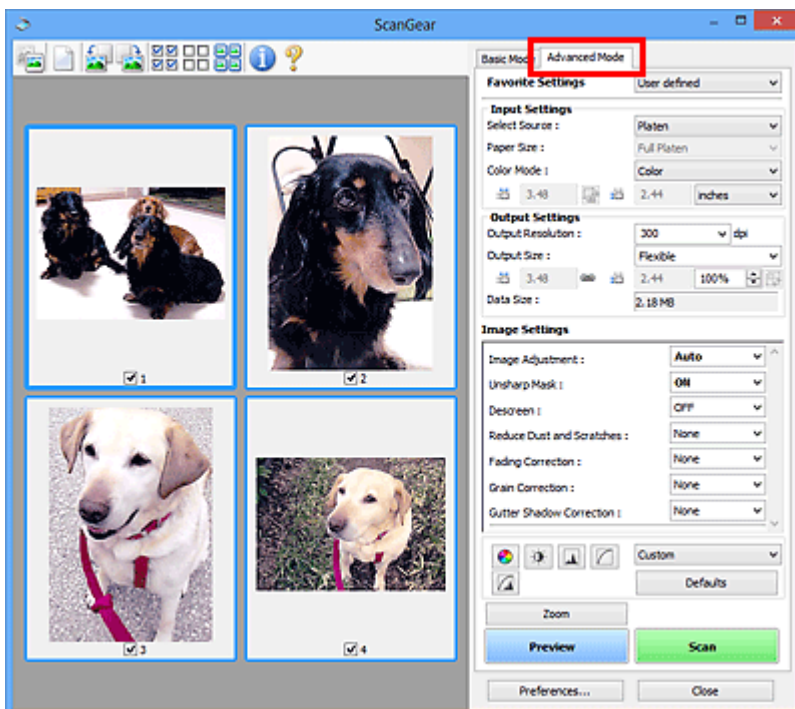 ScanGear
Basic Mode Advanced Mode
Favorite Settings User defined
Input Settings
Select Source : Platen
Paper Size : Full Platen
Color Mode : Color
3.48 2.44 inches
Output Settings
Output Resolution : 300 dpi
Output Size : Flexible
3.48 2.44 100%
Data Size : 2.18 MB
Image Settings
Image Adjustment : Auto
Unsharp Mask : ON
Descreen : OFF
Reduce Dust and Scratches : None
Fading Correction : None
Grain Correction : None
Gutter Shadow Correction : None
Custom
Defaults
Zoom
Preview Scan
Preferences... Close
1
2
3
4